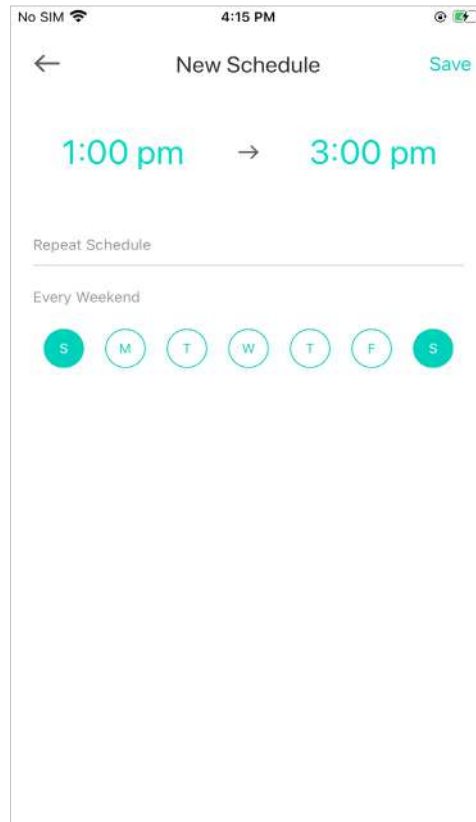 No SIM 4:15 PM
New Schedule Save
1:00 pm → 3:00 pm
Repeat Schedule
Every Weekend
S M T W T F S